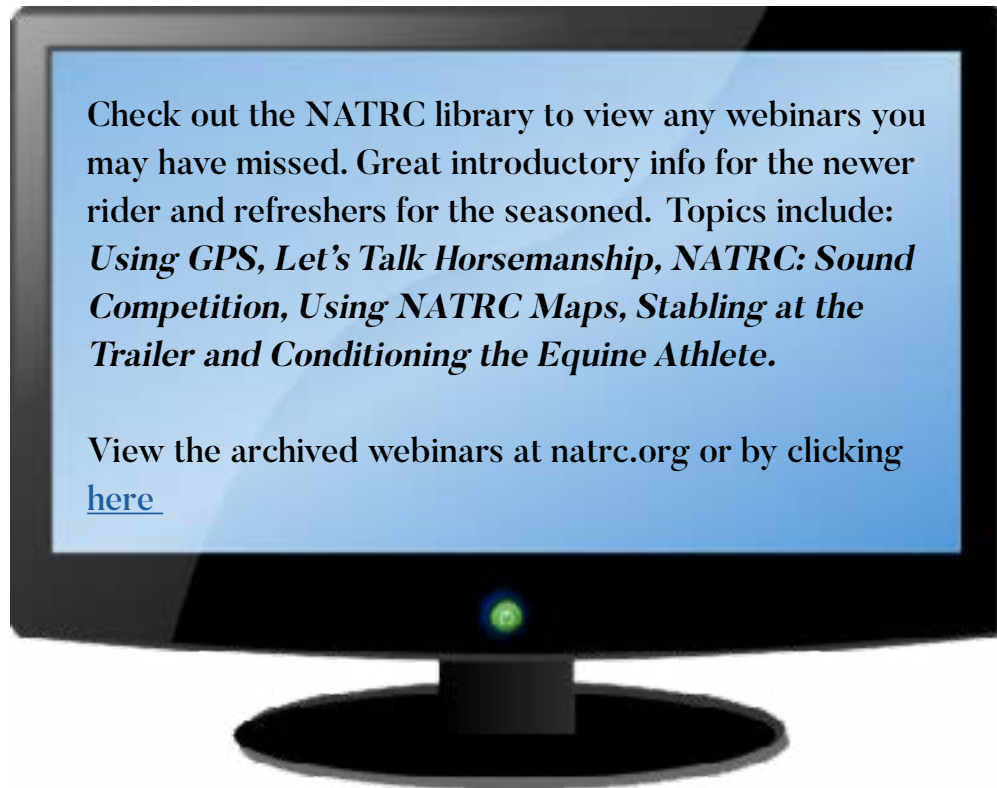 Check out the NATRC library to view any webinars you
may have missed. Great introductory info for the newer
rider and refreshers for the seasoned.  Topics include:
Using GPS, Let’s Talk Horsemanship, NATRC: Sound
Competition, Using NATRC Maps, Stabling at the
Trailer and Conditioning the Equine Athlete.
View the archived webinars at natrc.org or by clicking
here